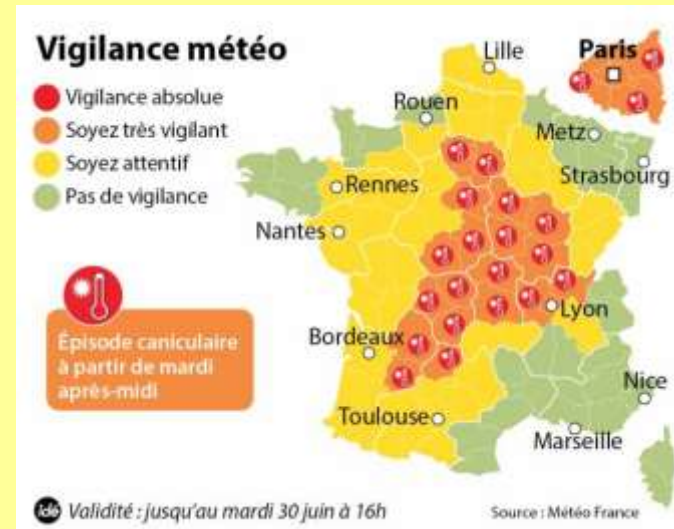 Vigilance météo
Vigilance absolue
Soyez très vigilant
Soyez attentif
Pas de vigilance
Épisode caniculaire
à partir de mardi
après-midi
Lille
Paris
Rouen
Metz
Strasbourg
Rennes
Nantes
Lyon
Bordeaux
Nice
Toulouse
Marseille
idé Validité : jusqu'au mardi 30 juin à 16h
Source : Météo France